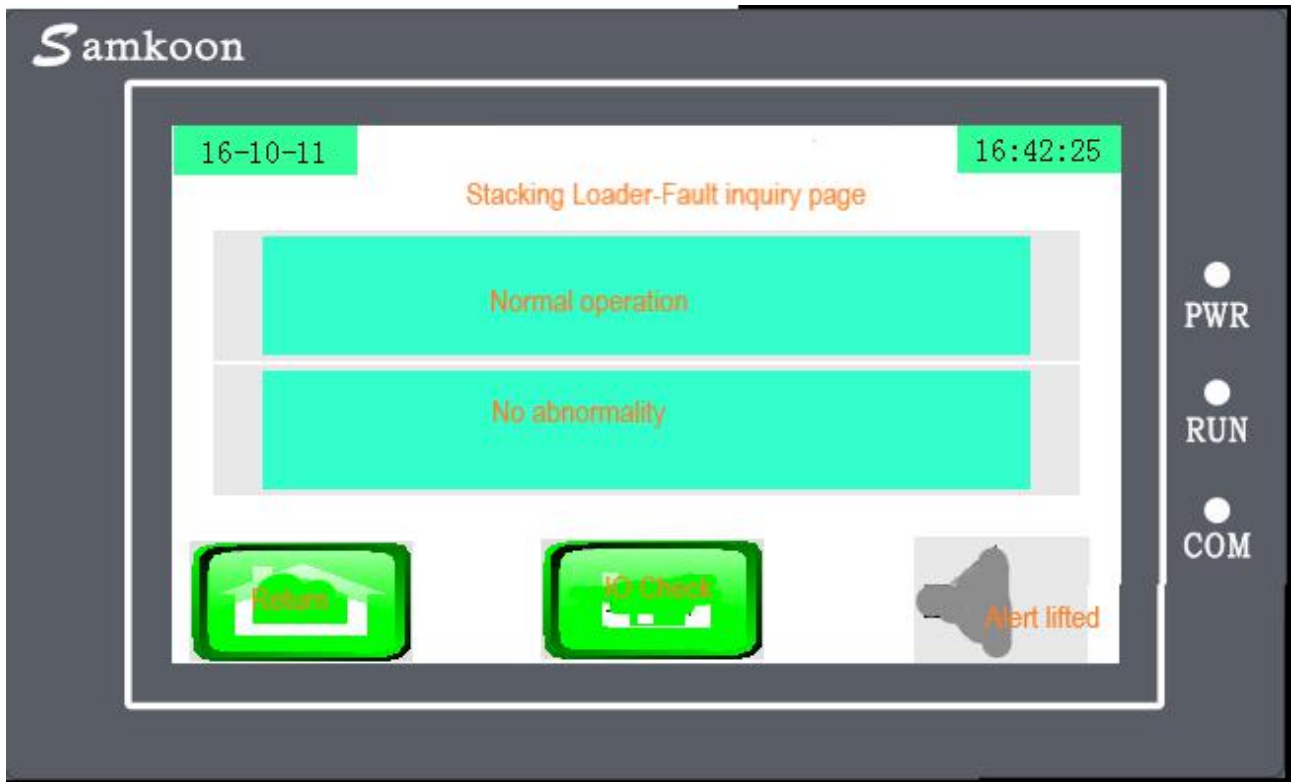 Samkoon
16-10-11
16:42:25
Stacking Loader-Fault inquiry page
Normal operation
No abnormality
PWR
RUN
COM
Return
IO Check
Alert lifted